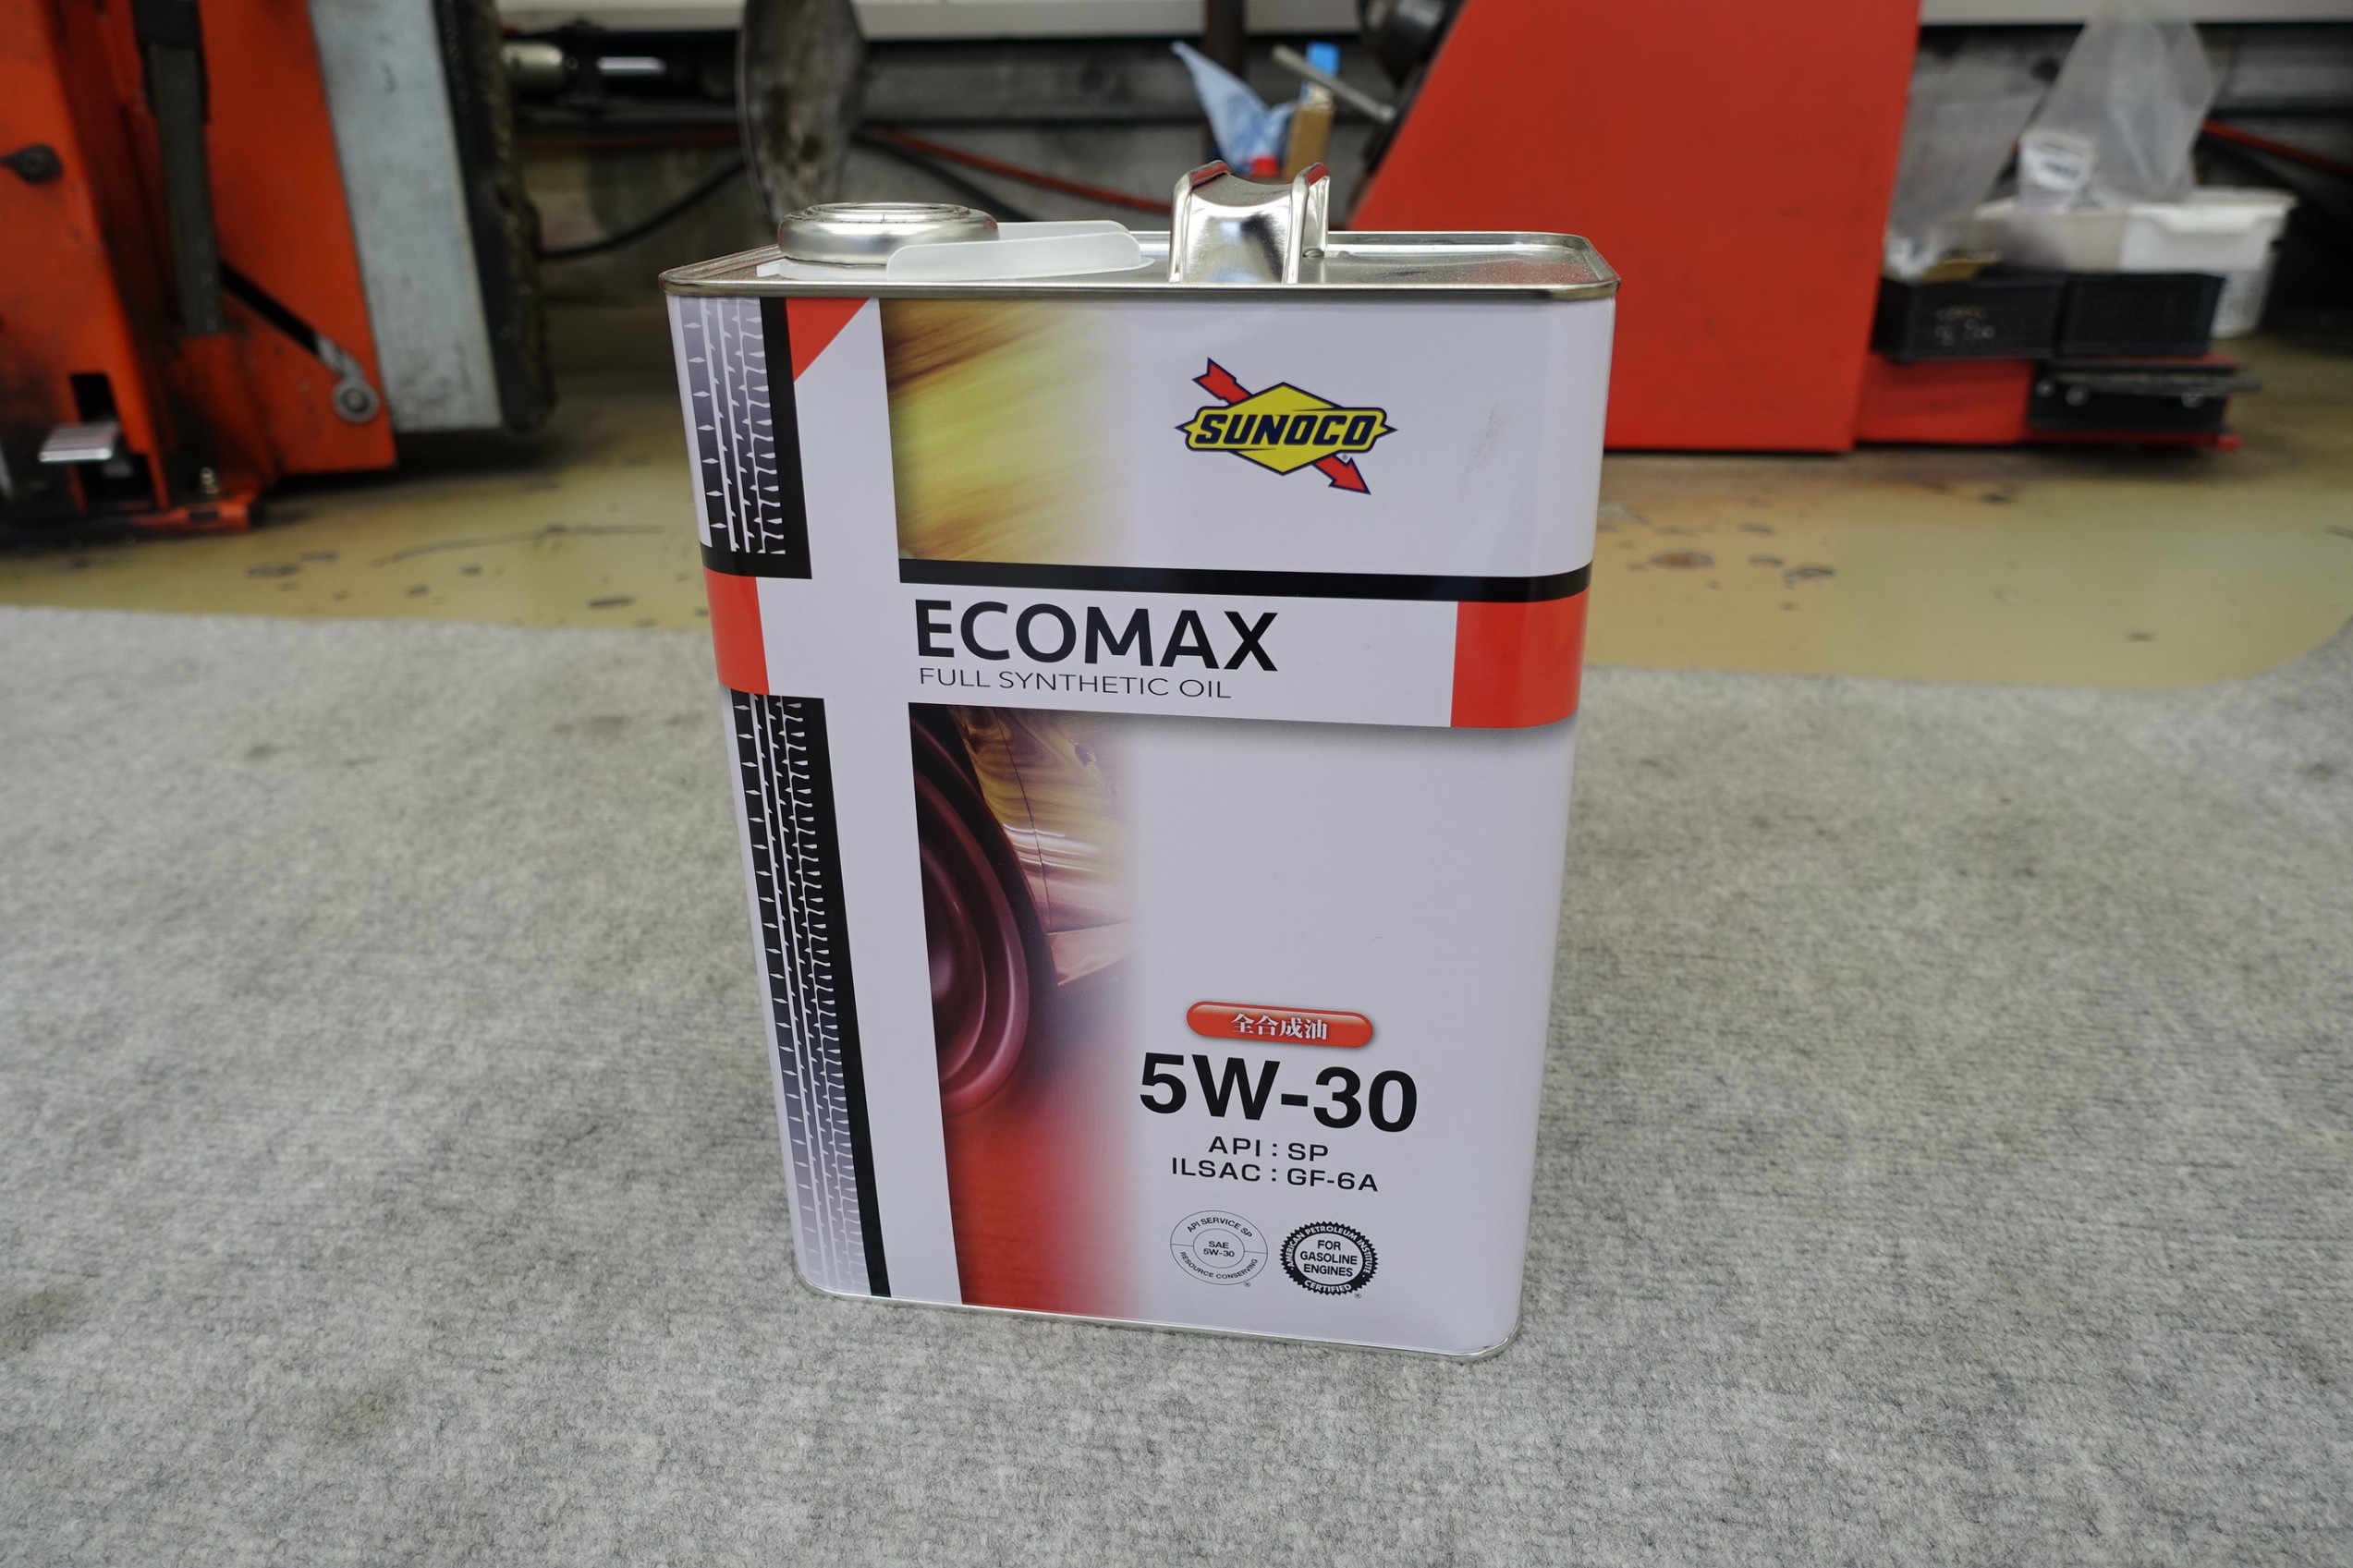 SUNOCO
ECOMAX
FULL SYNTHETIC OIL
全合成油
5W-30
API : SP
ILSAC : GF-6A
API SERVICE SP
SAE
5W-30
RESOURCE CONSERVING
AMERICAN PETROLEUM INSTITUTE
FOR
GASOLINE
ENGINES
CERTIFIED